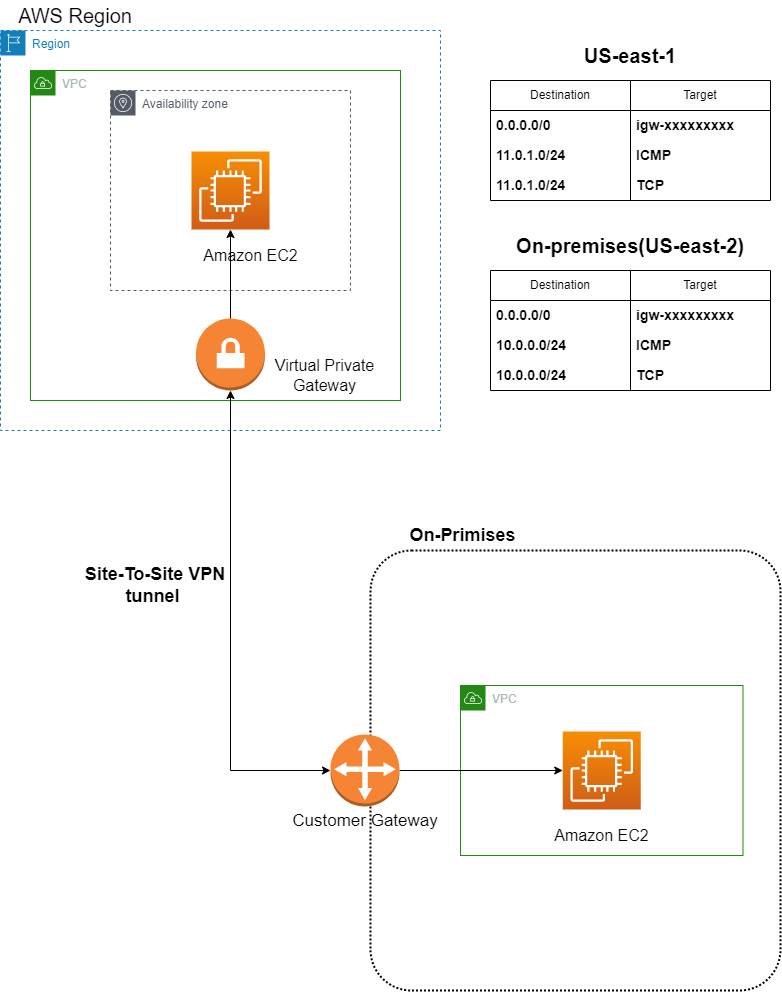 AWS Region
Region
VPC
Availability zone
Amazon EC2
Virtual Private
Gateway
US-east-1
Destination Target
0.0.0.0/0 igw-xxxxxxxxx
11.0.1.0/24 ICMP
11.0.1.0/24 TCP
On-premises(US-east-2)
Destination Target
0.0.0.0/0 igw-xxxxxxxxx
10.0.0.0/24 ICMP
10.0.0.0/24 TCP
Site-To-Site VPN
tunnel
On-Primises
VPC
Amazon EC2
Customer Gateway